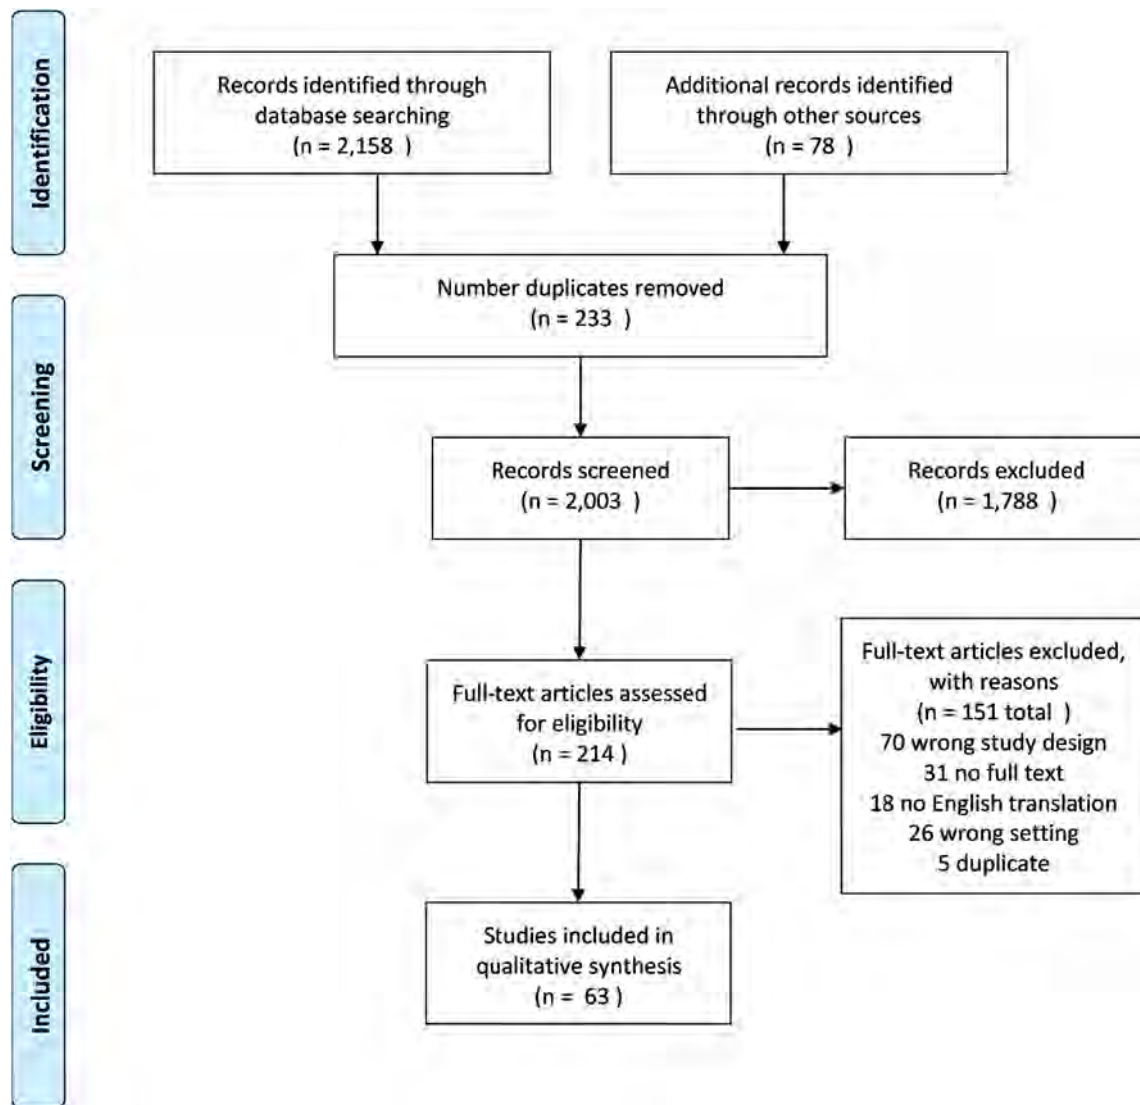 Identification
Records identified through
database searching
(n = 2,158 )
Additional records identified
through other sources
(n = 78 )
Number duplicates removed
(n = 233 )
Screening
Records screened
(n = 2,003 )
Records excluded
(n = 1,788 )
Eligibility
Full-text articles assessed
for eligibility
(n = 214 )
Full-text articles excluded,
with reasons
(n = 151 total )
70 wrong study design
31 no full text
18 no English translation
26 wrong setting
5 duplicate
Included
Studies included in
qualitative synthesis
(n = 63 )